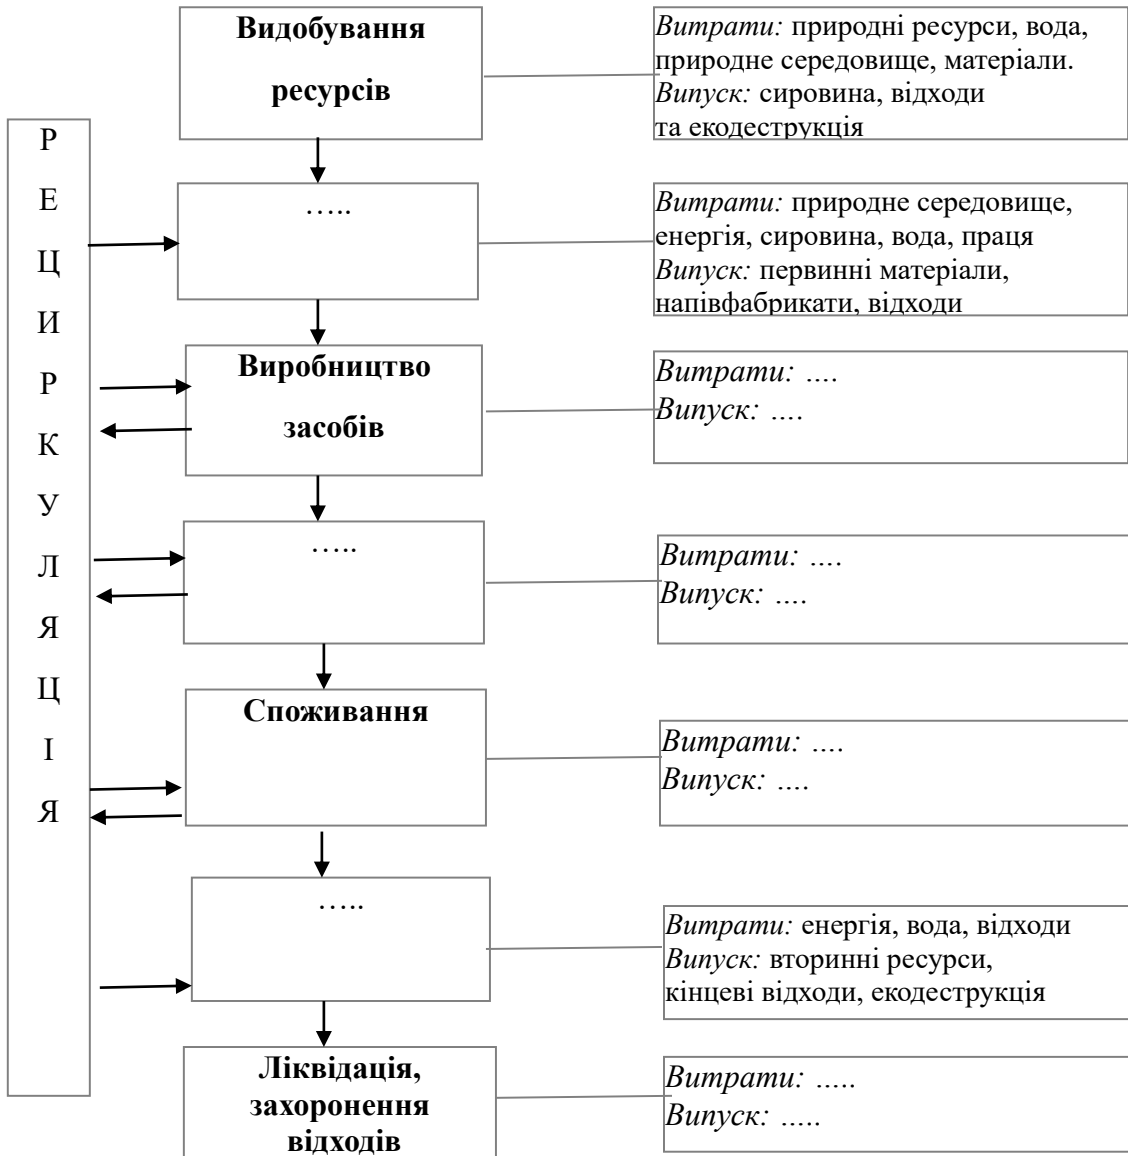 Видобування
ресурсів
Витрати: природні ресурси, вода,
природне середовище, матеріали.
Випуск: сировина, відходи
та екодеструкція
Р
Е
Ц
И
Р
К
У
Л
Я
Ц
І
Я
…..
Витрати: природне середовище,
енергія, сировина, вода, праця
Випуск: первинні матеріали,
напівфабрикати, відходи
Виробництво
засобів
Витрати: ….
Випуск: ….
…..
Витрати: ….
Випуск: ….
Споживання
Витрати: ….
Випуск: ….
…..
Витрати: енергія, вода, відходи
Випуск: вторинні ресурси,
кінцеві відходи, екодеструкція
Ліквідація,
захоронення
відходів
Витрати: …..
Випуск: …..